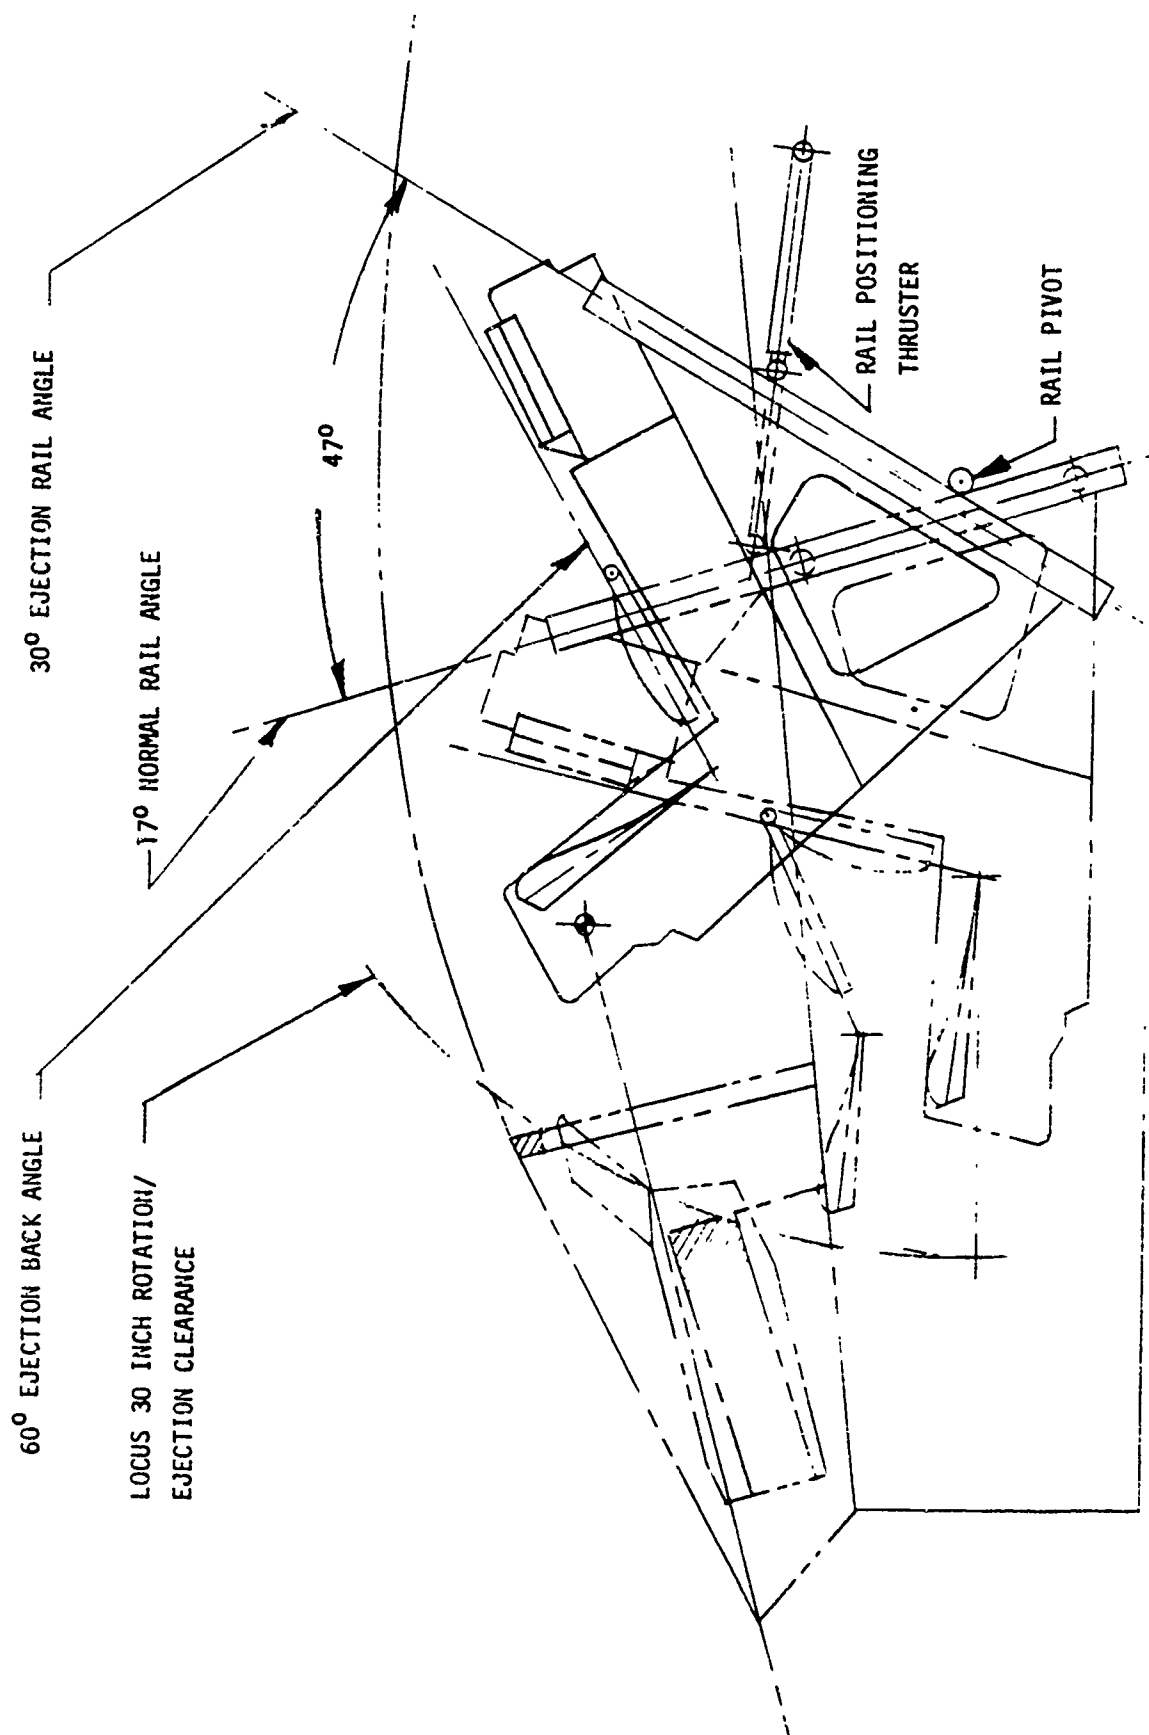 60° EJECTION BACK ANGLE
LOCUS 30 INCH ROTATION/
EJECTION CLEARANCE
17° NORMAL RAIL ANGLE
30° EJECTION RAIL ANGLE
47°
RAIL POSITIONING
THRUSTER
RAIL PIVOT